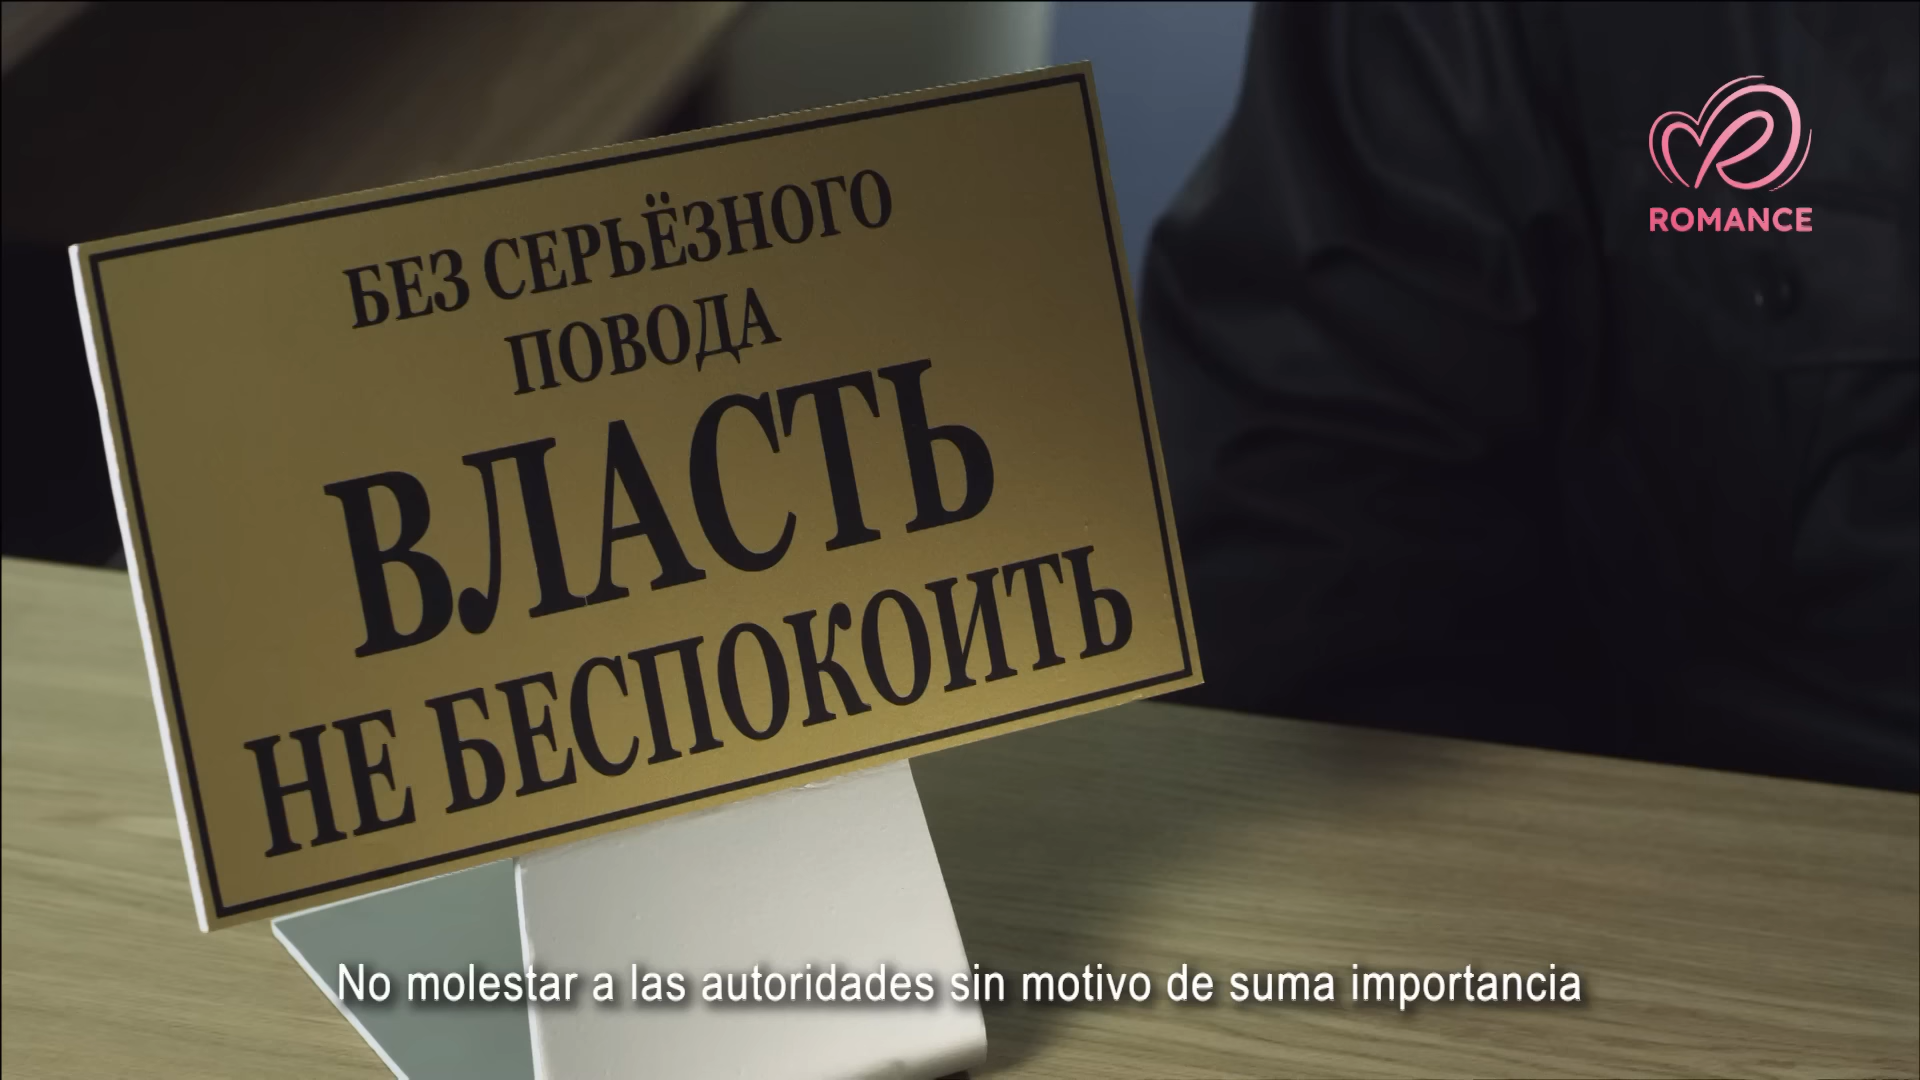 ROMANCE
БЕЗ СЕРЬЁЗНОГО
ПОВОДА
ВЛАСТЬ
НЕ БЕСПОКОИТЬ
No molestar a las autoridades sin motivo de suma importancia